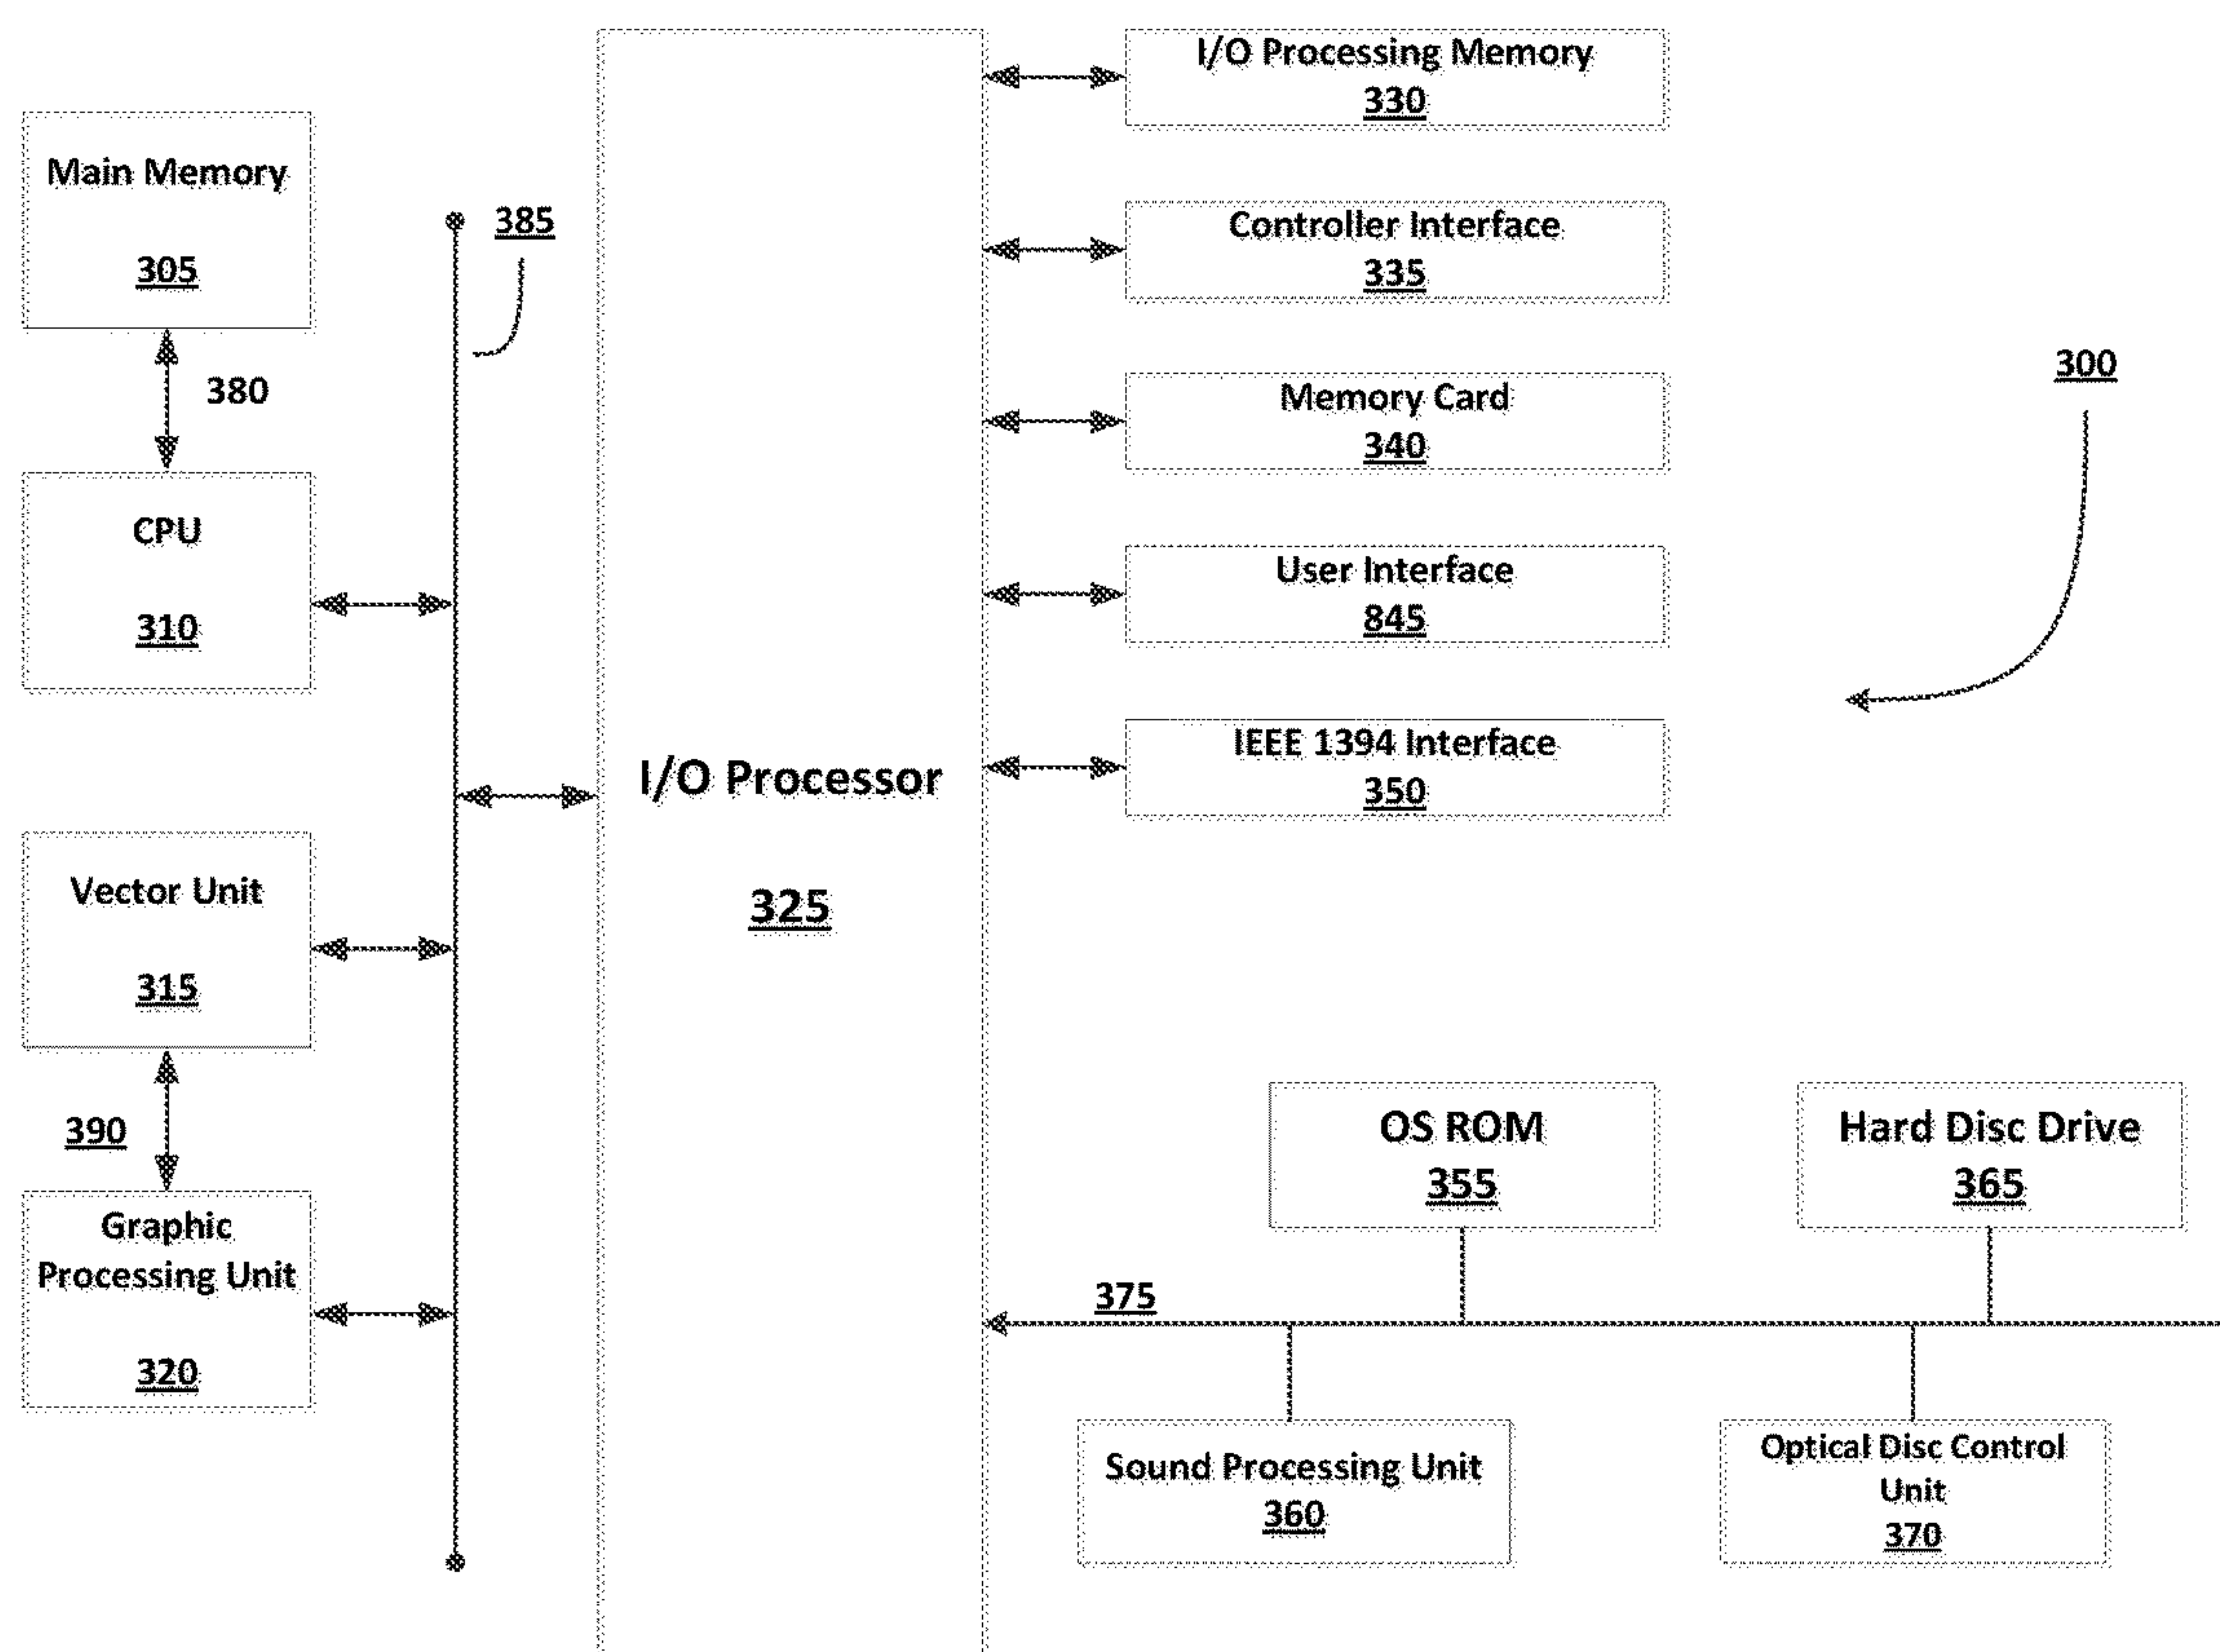 Main Memory
305
380
CPU
310
Vector Unit
315
390
Graphic
Processing Unit
320
385
I/O Processor
325
I/O Processing Memory
330
Controller Interface
335
Memory Card
340
User Interface
845
IEEE 1394 Interface
350
300
OS ROM
355
Hard Disc Drive
365
375
Sound Processing Unit
360
Optical Disc Control
Unit
370